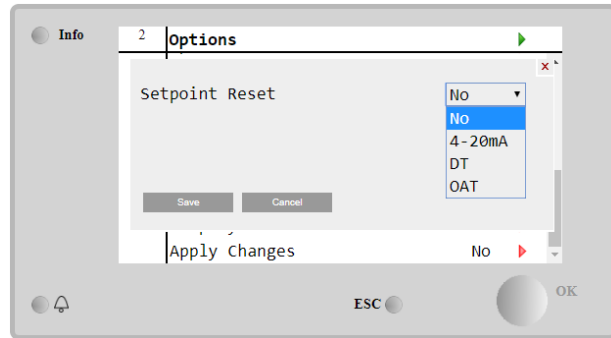 Info
2 Options
x
Setpoint Reset No
No
4-20mA
DT
OAT
Save Cancel
Apply Changes No
ESC OK